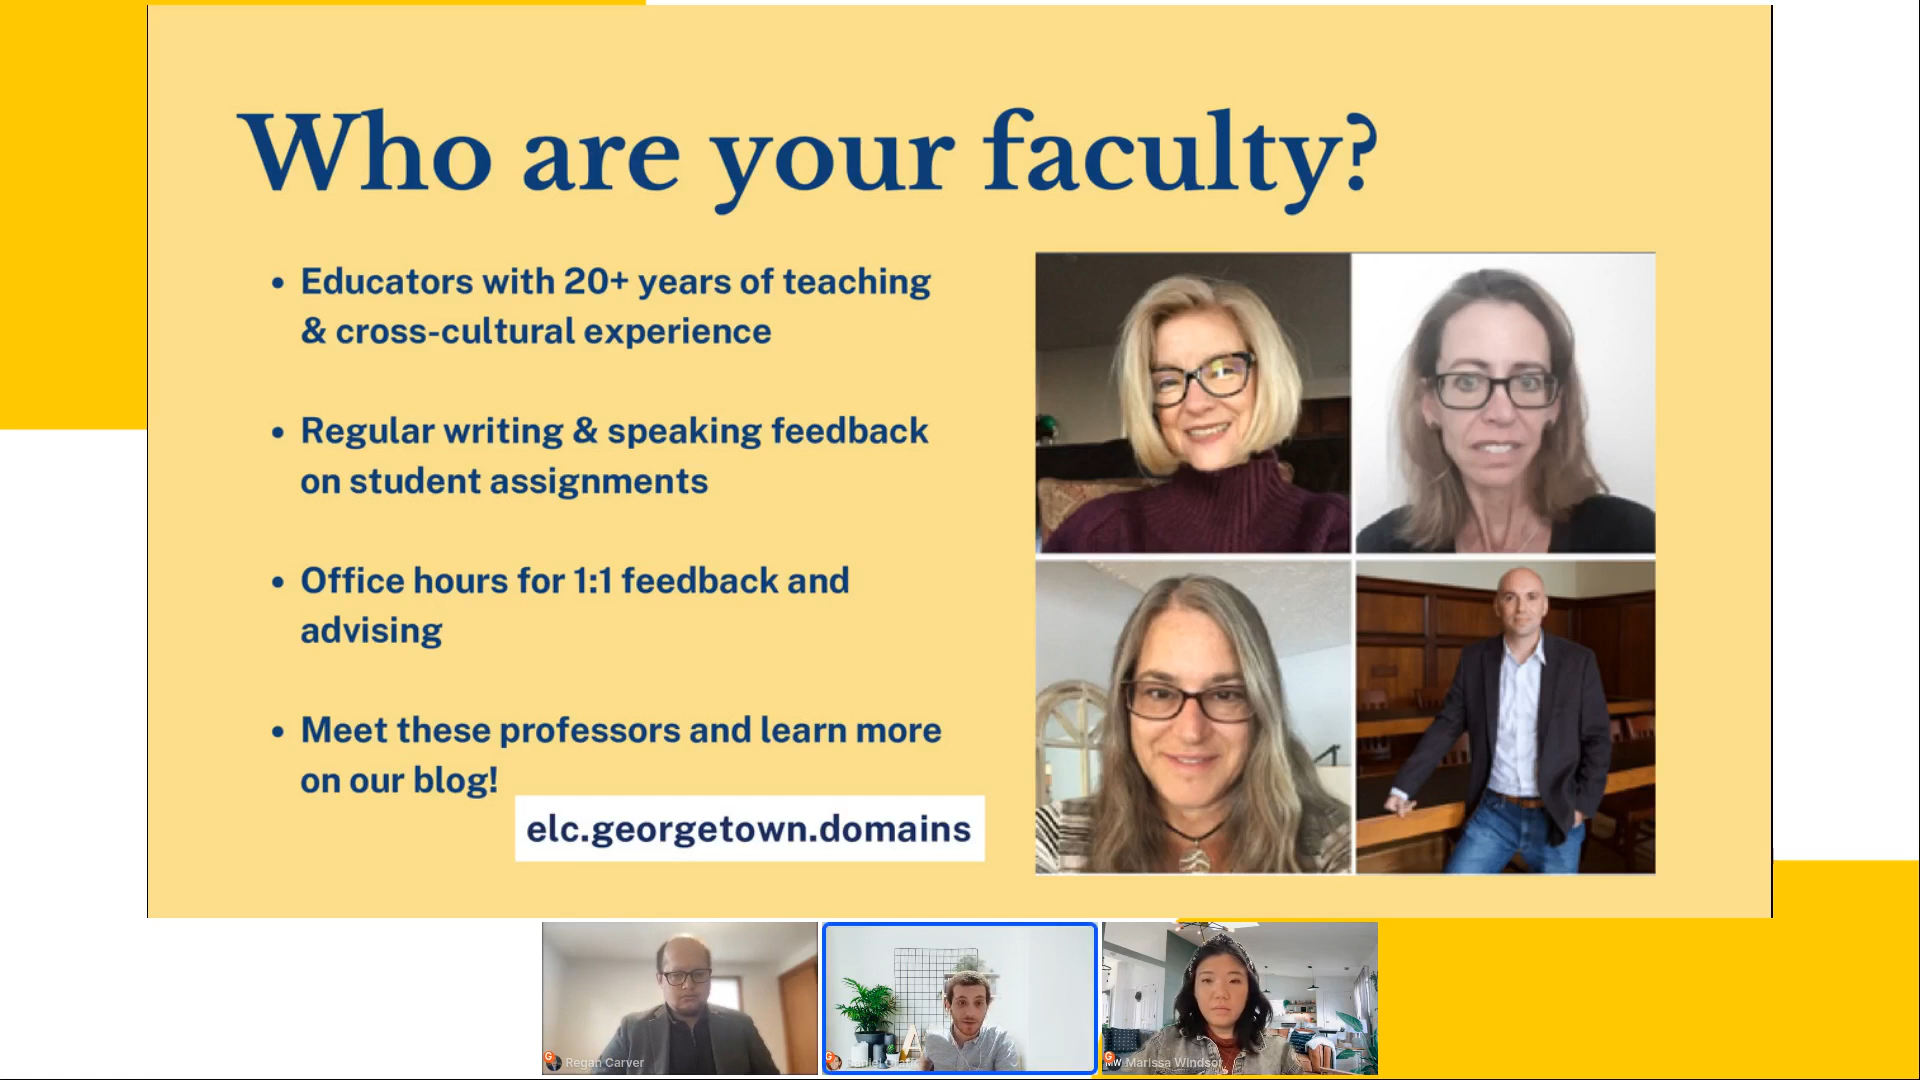 Who are your faculty?
• Educators with 20+ years of teaching
& cross-cultural experience
• Regular writing & speaking feedback
on student assignments
• Office hours for 1:1 feedback and
advising
• Meet these professors and learn more
on our blog!
elc.georgetown.domains
G Regan Carver
G
G MW Marissa Windsor
A